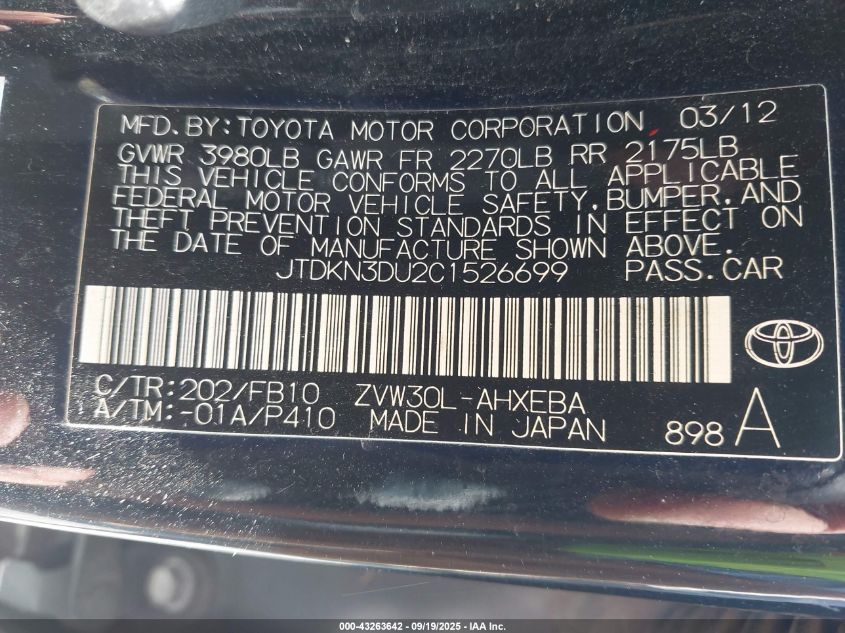 MFD.BY:TOYOTA MOTOR CORPORATION 03/12
GVWR 3980LB GAWR FR 2270LB RR 2175LB
THIS VEHICLE CONFORMS TO ALL APPLICABLE
FEDERAL MOTOR VEHICLE SAFETY,BUMPER,AND
THEFT PREVENTION STANDARDS IN EFFECT ON
THE DATE OF MANUFACTURE SHOWN ABOVE.
JTDKN3DU2C1526699 PASS.CAR
C/TR:202/FB10 ZVW30L-AHXEBA
A/TM:-01A/P410 MADE IN JAPAN 898 A
000-43263642 - 09/19/2025 - IAA Inc.